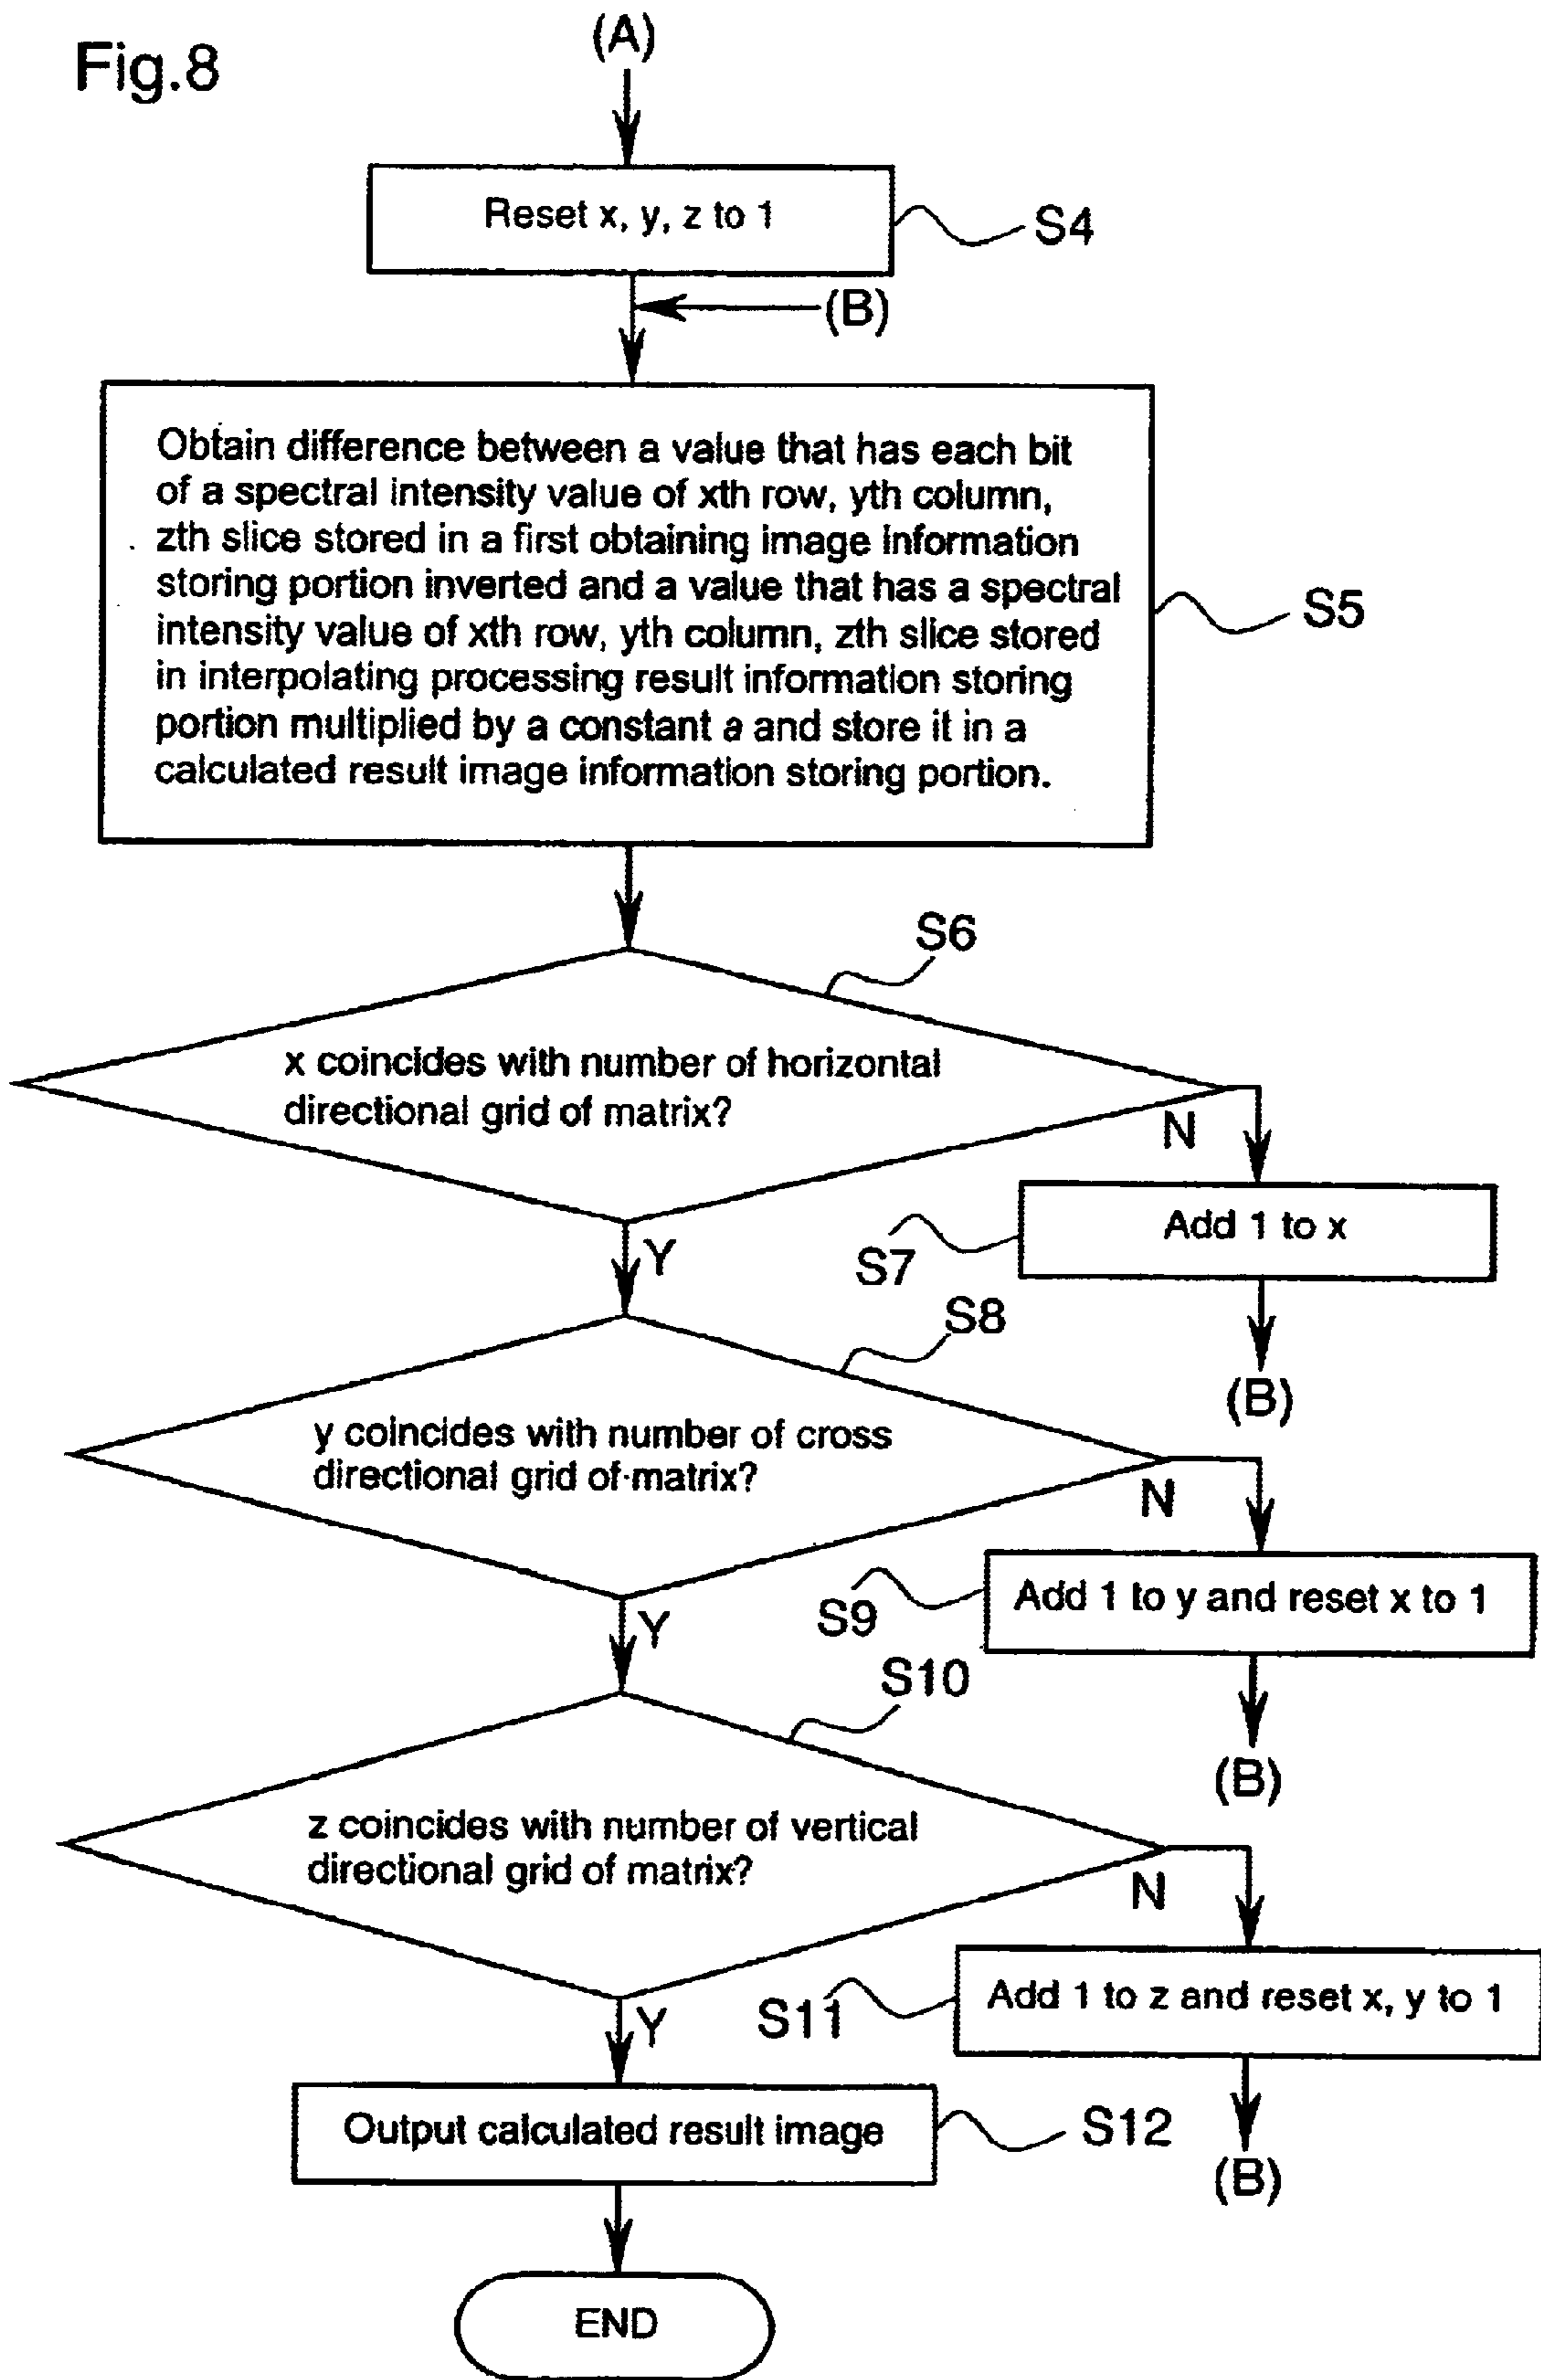 Fig.8
(A)
Reset x, y, z to 1
S4
(B)
Obtain difference between a value that has each bit
of a spectral intensity value of xth row, yth column,
zth slice stored in a first obtaining image information
storing portion inverted and a value that has a spectral
intensity value of xth row, yth column, zth slice stored
in interpolating processing result information storing
portion multiplied by a constant a and store it in a
calculated result image information storing portion.
S5
S6
x coincides with number of horizontal
directional grid of matrix?
N
Y
Add 1 to x
S7
(B)
S8
y coincides with number of cross
directional grid of matrix?
N
Y
Add 1 to y and reset x to 1
S9
(B)
S10
z coincides with number of vertical
directional grid of matrix?
N
Y
Add 1 to z and reset x, y to 1
S11
(B)
Output calculated result image
S12
END